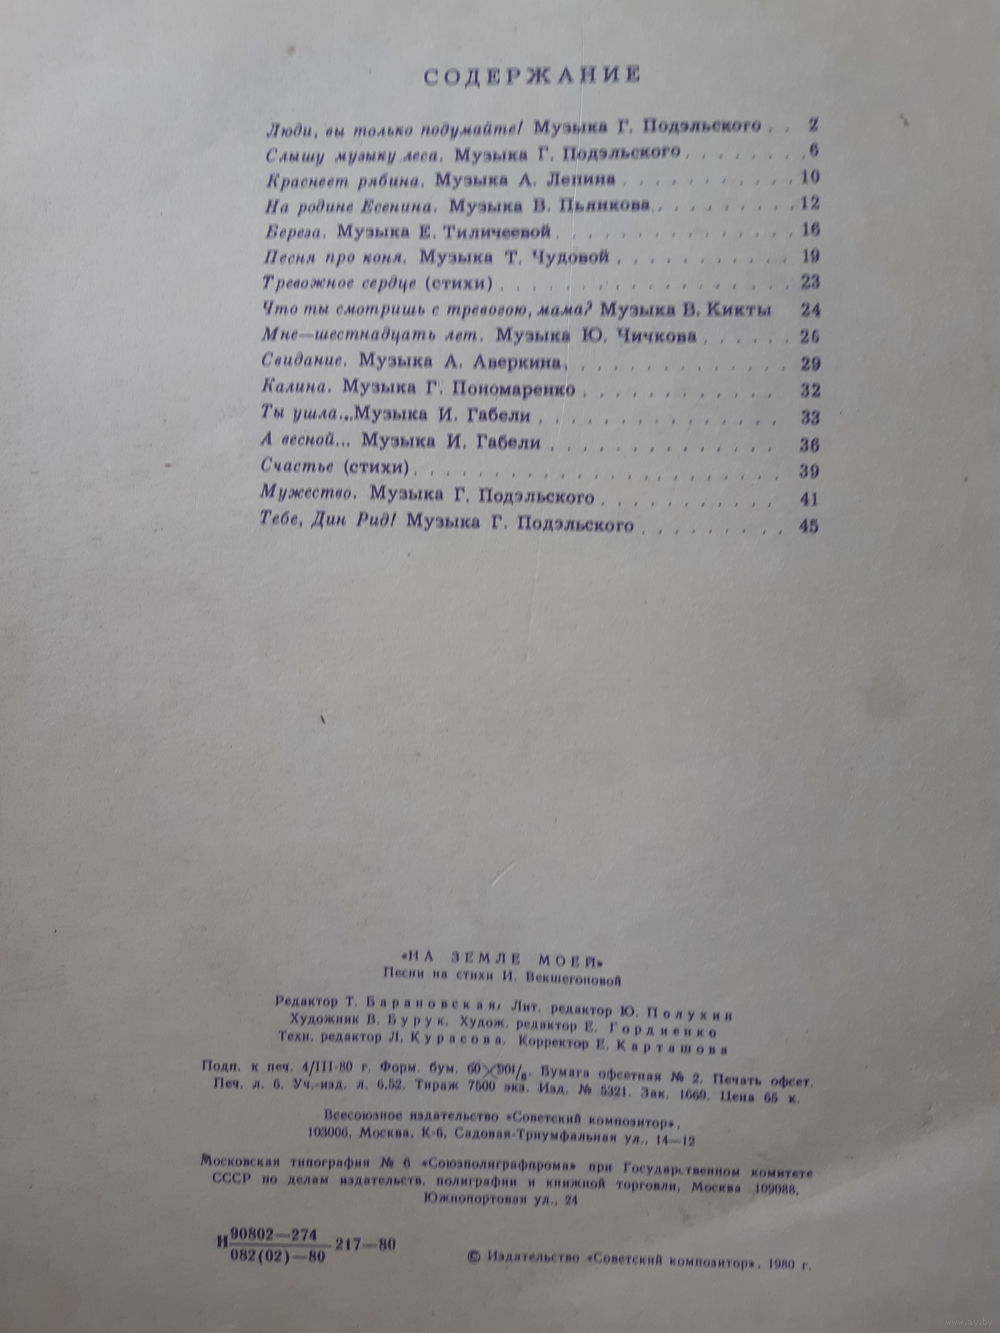 СОДЕРЖАНИЕ
Люди, вы только подумайте! Музыка Г. Подэльского . . 2
Слышу музыку леса. Музыка Г. Подэльского . . . . . . . . 6
Краснеет рябина. Музыка А. Лепина . . . . . . . . . . . 10
На родине Есенина. Музыка В. Пьянкова . . . . . . . . . . 12
Береза. Музыка Е. Тиличеевой . . . . . . . . . . . . . . 16
Песня про коня. Музыка Т. Чудовой . . . . . . . . . . . 19
Тревожное сердце (стихи) . . . . . . . . . . . . . . . . . 23
Что ты смотришь с тревогою, мама? Музыка В. Кикты 24
Мне—шестнадцать лет. Музыка Ю. Чичкова . . . . . . 26
Свидание. Музыка А. Аверкина . . . . . . . . . . . . . 29
Калина. Музыка Г. Пономаренко . . . . . . . . . . . . 32
Ты ушла... Музыка И. Габели . . . . . . . . . . . . . . 33
А весной... Музыка И. Габели . . . . . . . . . . . . . 36
Счастье (стихи) . . . . . . . . . . . . . . . . . . . . . 39
Мужество. Музыка Г. Подэльского . . . . . . . . . . . 41
Тебе, Дин Рид! Музыка Г. Подэльского . . . . . . . . . 45
«НА ЗЕМЛЕ МОЕЙ»
Песни на стихи И. Векшегоновой
Редактор Т. Барановская. Лит. редактор Ю. Полухин
Художник В. Бурук. Худож. редактор Е. Гордиенко
Техн. редактор Л. Курасова. Корректор Е. Карташова
Подп. к печ. 4/III-80 г. Форм. бум. 60×90 1/8. Бумага офсетная № 2. Печать офсет.
Печ. л. 6. Уч.-изд. л. 6,52. Тираж 7500 экз. Изд. № 5321. Зак. 1669. Цена 65 к.
Всесоюзное издательство «Советский композитор»,
103006, Москва, К-6, Садовая-Триумфальная ул., 14—12
Московская типография № 6 «Союзполиграфпрома» при Государственном комитете
СССР по делам издательств, полиграфии и книжной торговли, Москва 109088,
Южнопортовая ул., 24
Н 90802—274 / 082(02)—80 217—80
© Издательство «Советский композитор», 1980 г.
www.ay.by